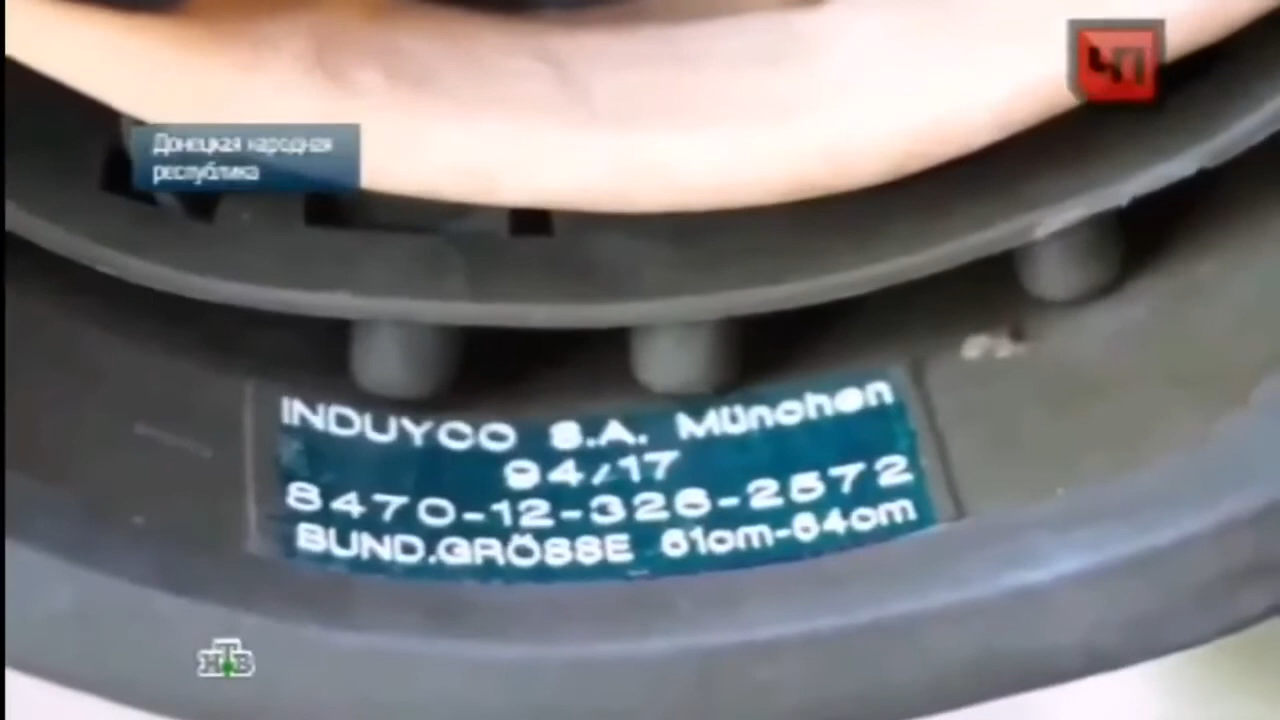 ЧП
Донецкая народная
республика
INDUYCO S.A. München
94/17
8470-12-326-2572
BUND.GRÖSSE 61cm-64cm
НТВ